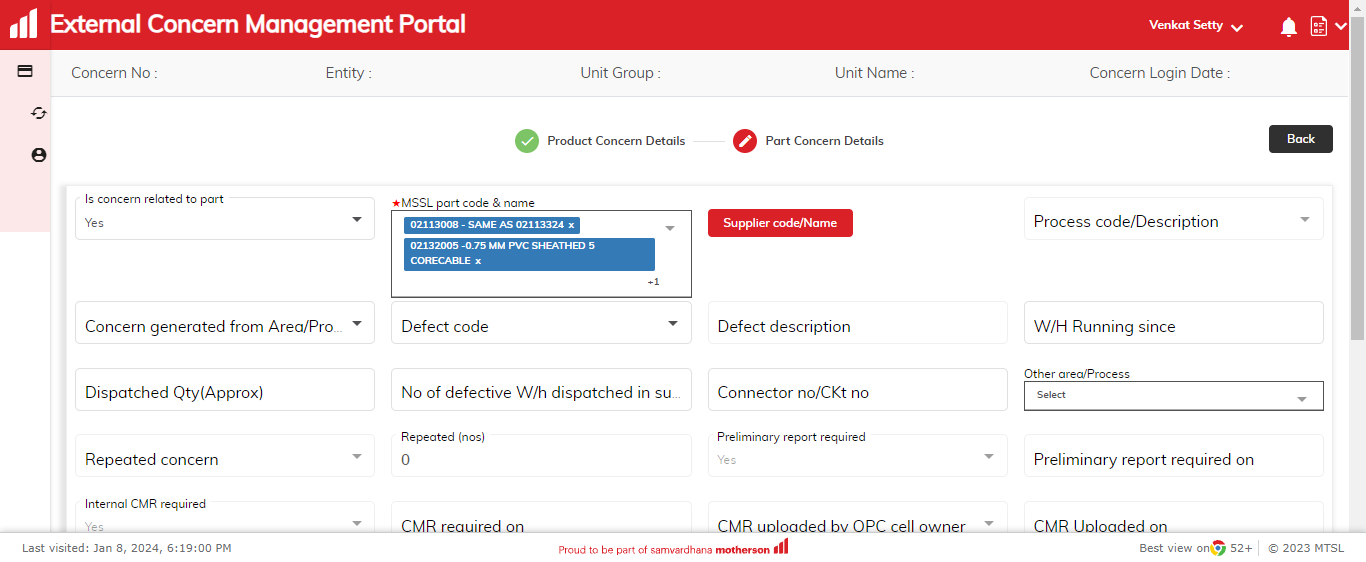 External Concern Management Portal
Venkat Setty
Concern No :
Entity :
Unit Group :
Unit Name :
Concern Login Date :
Product Concern Details
Part Concern Details
Back
Is concern related to part
Yes
★MSSL part code & name
02113008 - SAME AS 02113324 x
02132005 -0.75 MM PVC SHEATHED 5
CORECABLE x
+1
Supplier code/Name
Process code/Description
Concern generated from Area/Pro...
Defect code
Defect description
W/H Running since
Dispatched Qty(Approx)
No of defective W/h dispatched in su...
Connector no/CKt no
Other area/Process
Select
Repeated concern
Repeated (nos)
0
Preliminary report required
Yes
Preliminary report required on
Internal CMR required
Yes
CMR required on
CMR uploaded by OPC cell owner
CMR Uploaded on
Last visited: Jan 8, 2024, 6:19:00 PM
Proud to be part of samvardhana motherson
Best view on 52+
© 2023 MTSL